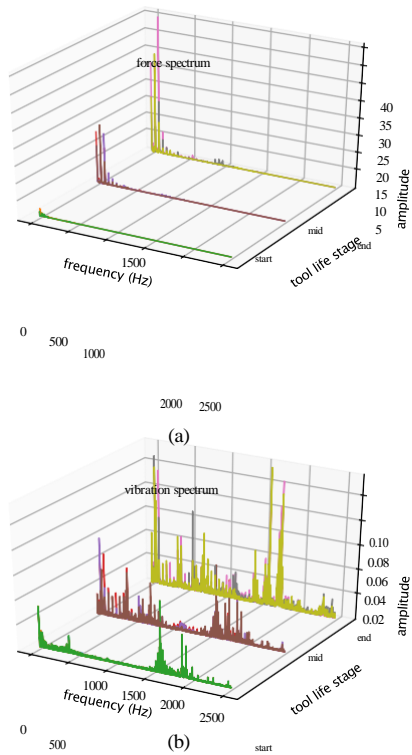 force spectrum
40
35
30
25
20
15
10
5
amplitude
end
mid
start
tool life stage
frequency (Hz)
1500
0
500
1000
2000
2500
(a)
vibration spectrum
0.10
0.08
0.06
0.04
0.02
amplitude
end
mid
tool life stage
frequency (Hz)
1000
1500
2000
2500
0
500
(b)
start